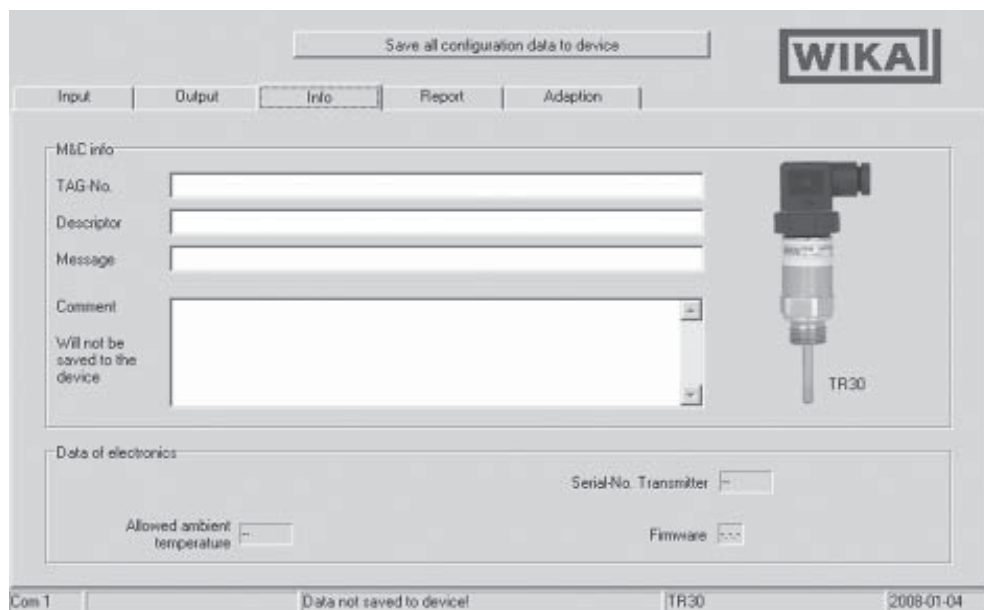 Save all configuration data to device
WIKAI
Input Output Info Report Adaption
M&C info
TAG-No.
Descriptor
Message
Comment
Will not be
saved to the
device
TR30
Data of electronics
Serial-No. Transmitter --
Allowed ambient
temperature --
Firmware -.-.-
Com 1 Data not saved to device! TR30 2008-01-04